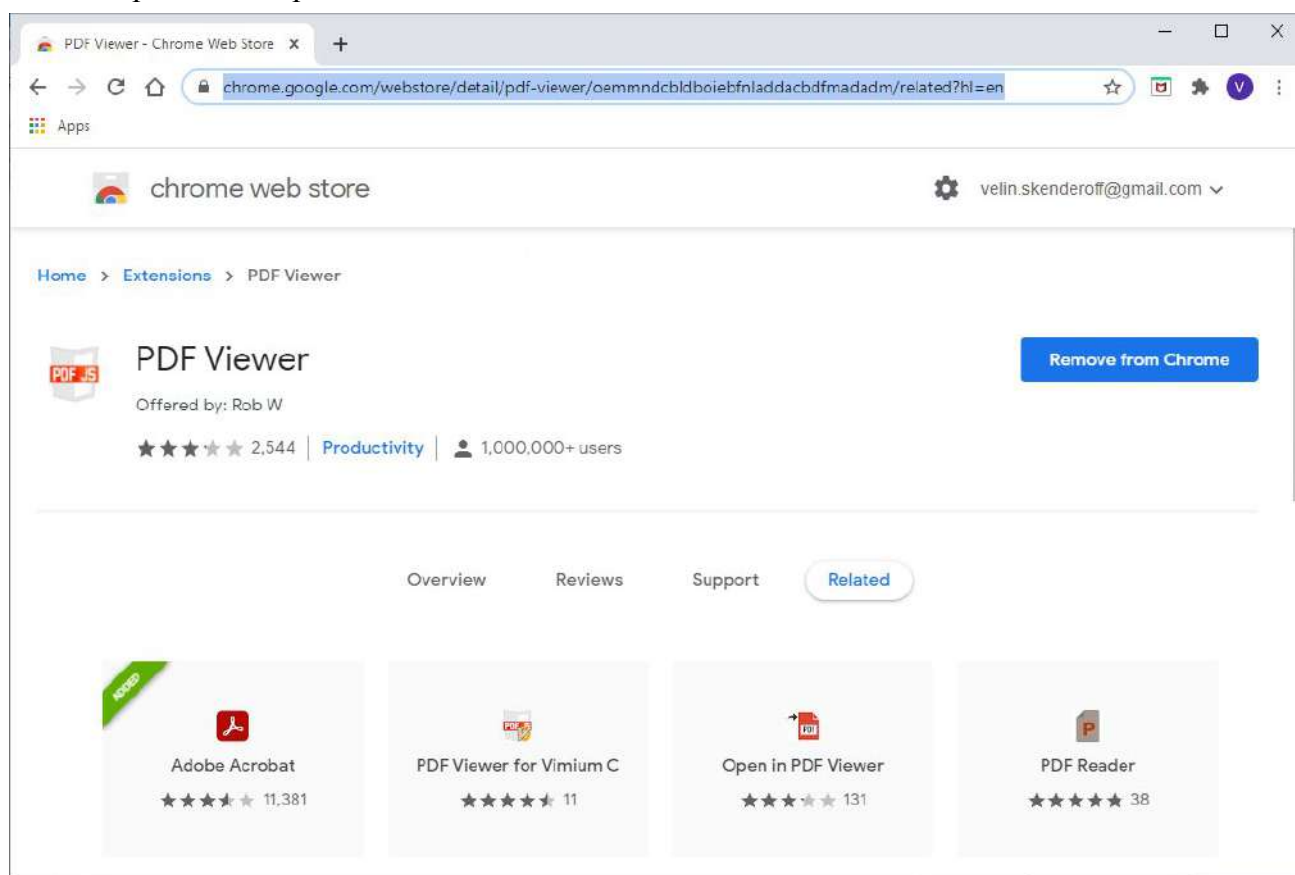 PDF Viewer - Chrome Web Store
chrome.google.com/webstore/detail/pdf-viewer/oemmndcbldboiebfnladdacbdfmadadm/related?hl=en
V
Apps
chrome web store
velin.skenderoff@gmail.com
Home > Extensions > PDF Viewer
PDF JS
PDF Viewer
Remove from Chrome
Offered by: Rob W
2,544 | Productivity | 1,000,000+ users
Overview Reviews Support Related
ADDED
Adobe Acrobat PDF Viewer for Vimium C Open in PDF Viewer PDF Reader
11,381 11 131 38